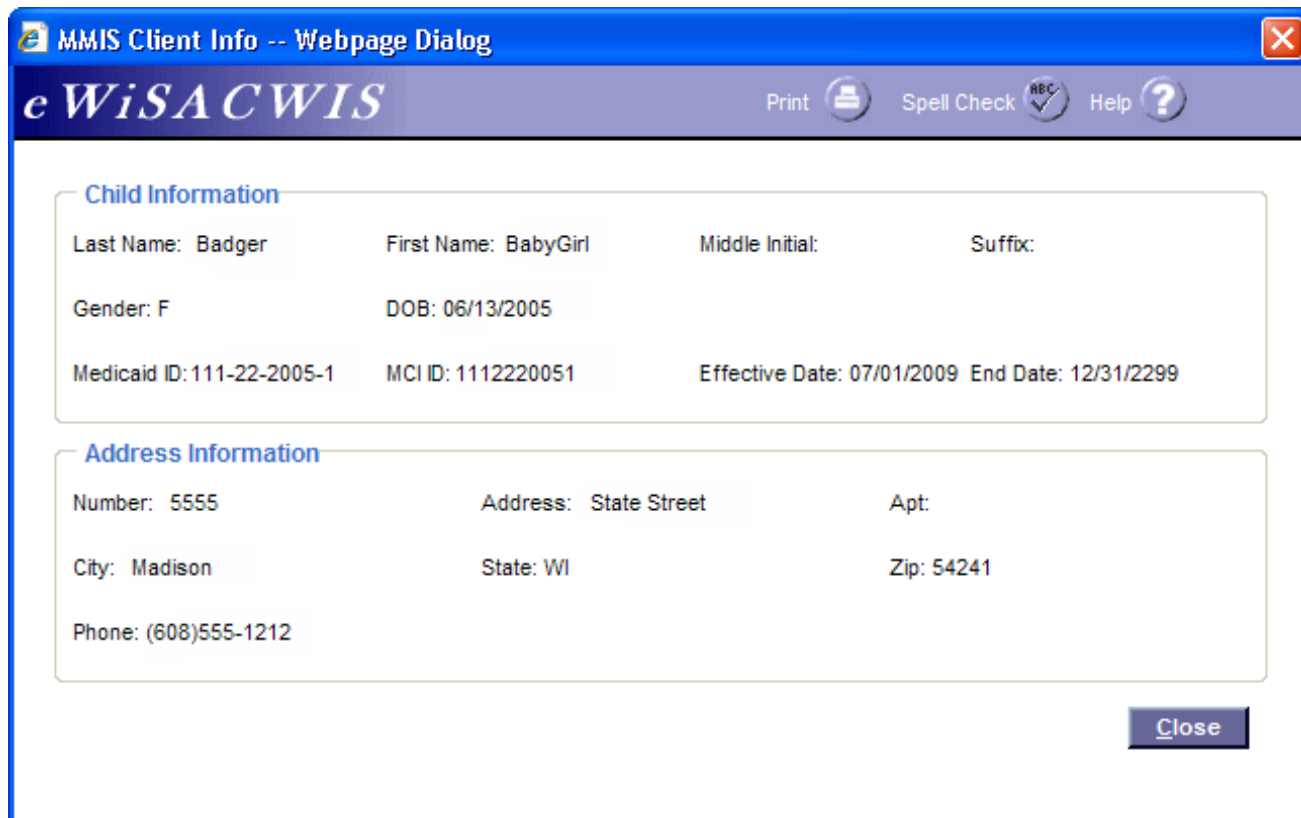 MMIS Client Info -- Webpage Dialog
e WiSACWIS Print Spell Check ABC Help ?
Child Information
Last Name: Badger First Name: BabyGirl Middle Initial: Suffix:
Gender: F DOB: 06/13/2005
Medicaid ID: 111-22-2005-1 MCI ID: 1112220051 Effective Date: 07/01/2009 End Date: 12/31/2299
Address Information
Number: 5555 Address: State Street Apt:
City: Madison State: WI Zip: 54241
Phone: (608)555-1212
Close